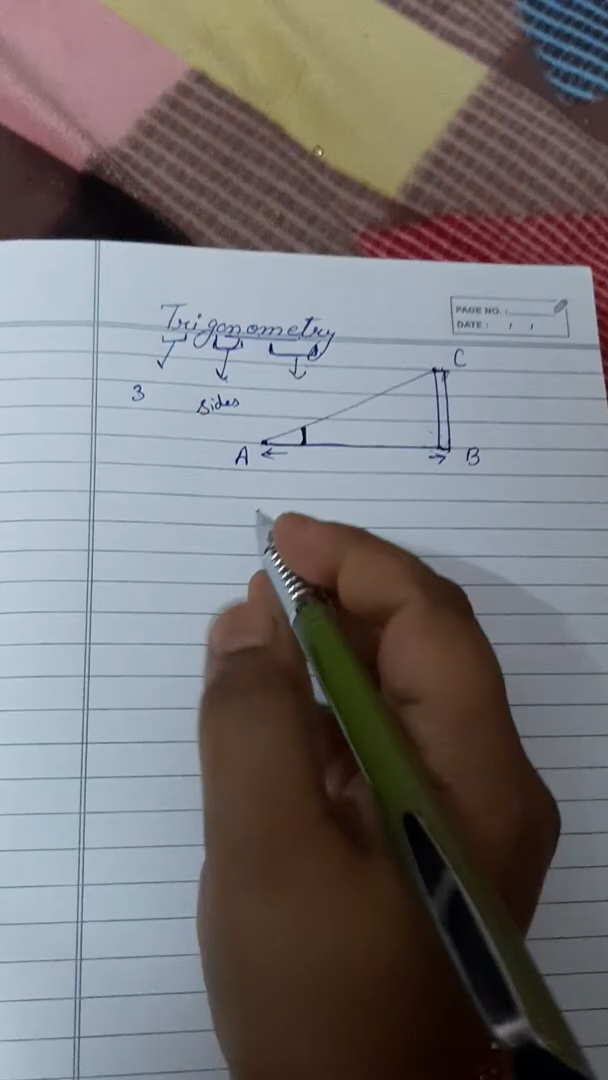 PAGE NO.:
DATE: / /
Trigonometry
3 sides
C
A B